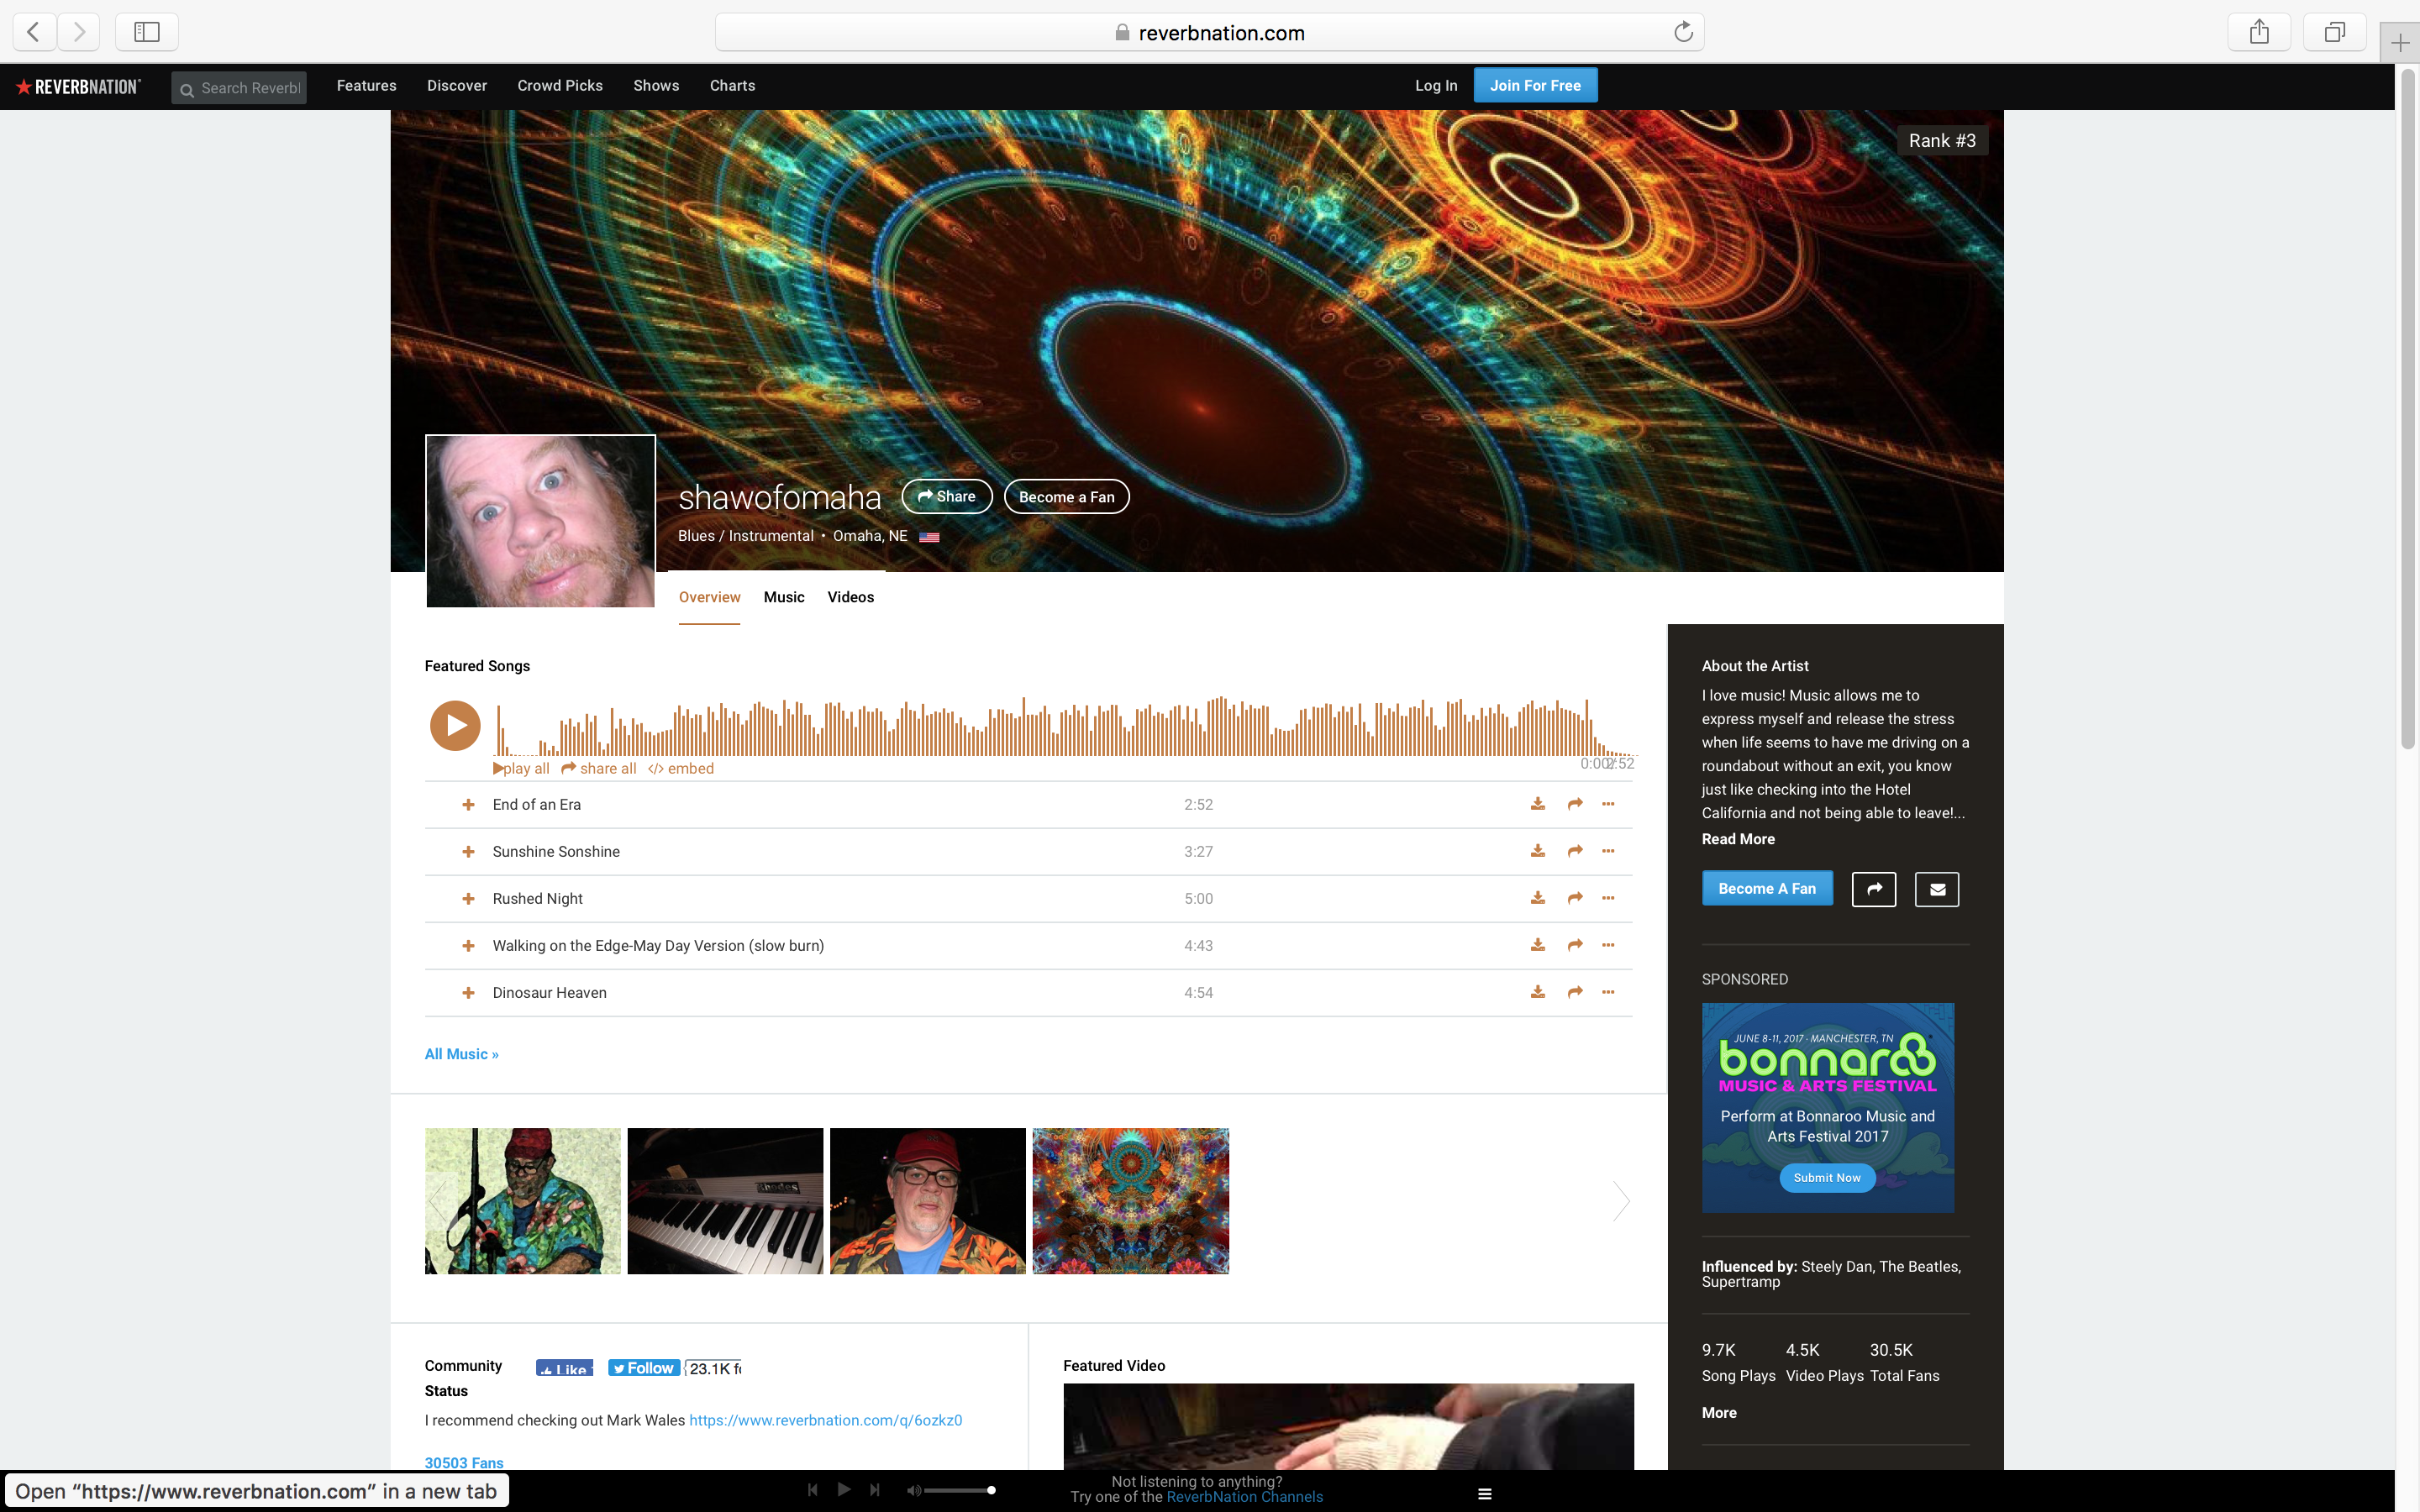 reverbnation.com
REVERBNATION
Search Reverbl
Features
Discover
Crowd Picks
Shows
Charts
Log In
Join For Free
Rank #3
shawofomaha
Share
Become a Fan
Blues / Instrumental • Omaha, NE
Overview
Music
Videos
Featured Songs
play all
share all
</> embed
0:00
2:52
End of an Era
2:52
Sunshine Sonshine
3:27
Rushed Night
5:00
Walking on the Edge-May Day Version (slow burn)
4:43
Dinosaur Heaven
4:54
All Music »
Rhodes
Community
Like
Follow
23.1K
Status
I recommend checking out Mark Wales https://www.reverbnation.com/q/6ozkz0
30503 Fans
Featured Video
About the Artist
I love music! Music allows me to
express myself and release the stress
when life seems to have me driving on a
roundabout without an exit, you know
just like checking into the Hotel
California and not being able to leave!...
Read More
Become A Fan
SPONSORED
JUNE 8-11, 2017 · MANCHESTER, TN
bonnaroo
MUSIC & ARTS FESTIVAL
Perform at Bonnaroo Music and
Arts Festival 2017
Submit Now
Influenced by: Steely Dan, The Beatles,
Supertramp
9.7K
4.5K
30.5K
Song Plays
Video Plays
Total Fans
More
Open “https://www.reverbnation.com” in a new tab
Not listening to anything?
Try one of the ReverbNation Channels